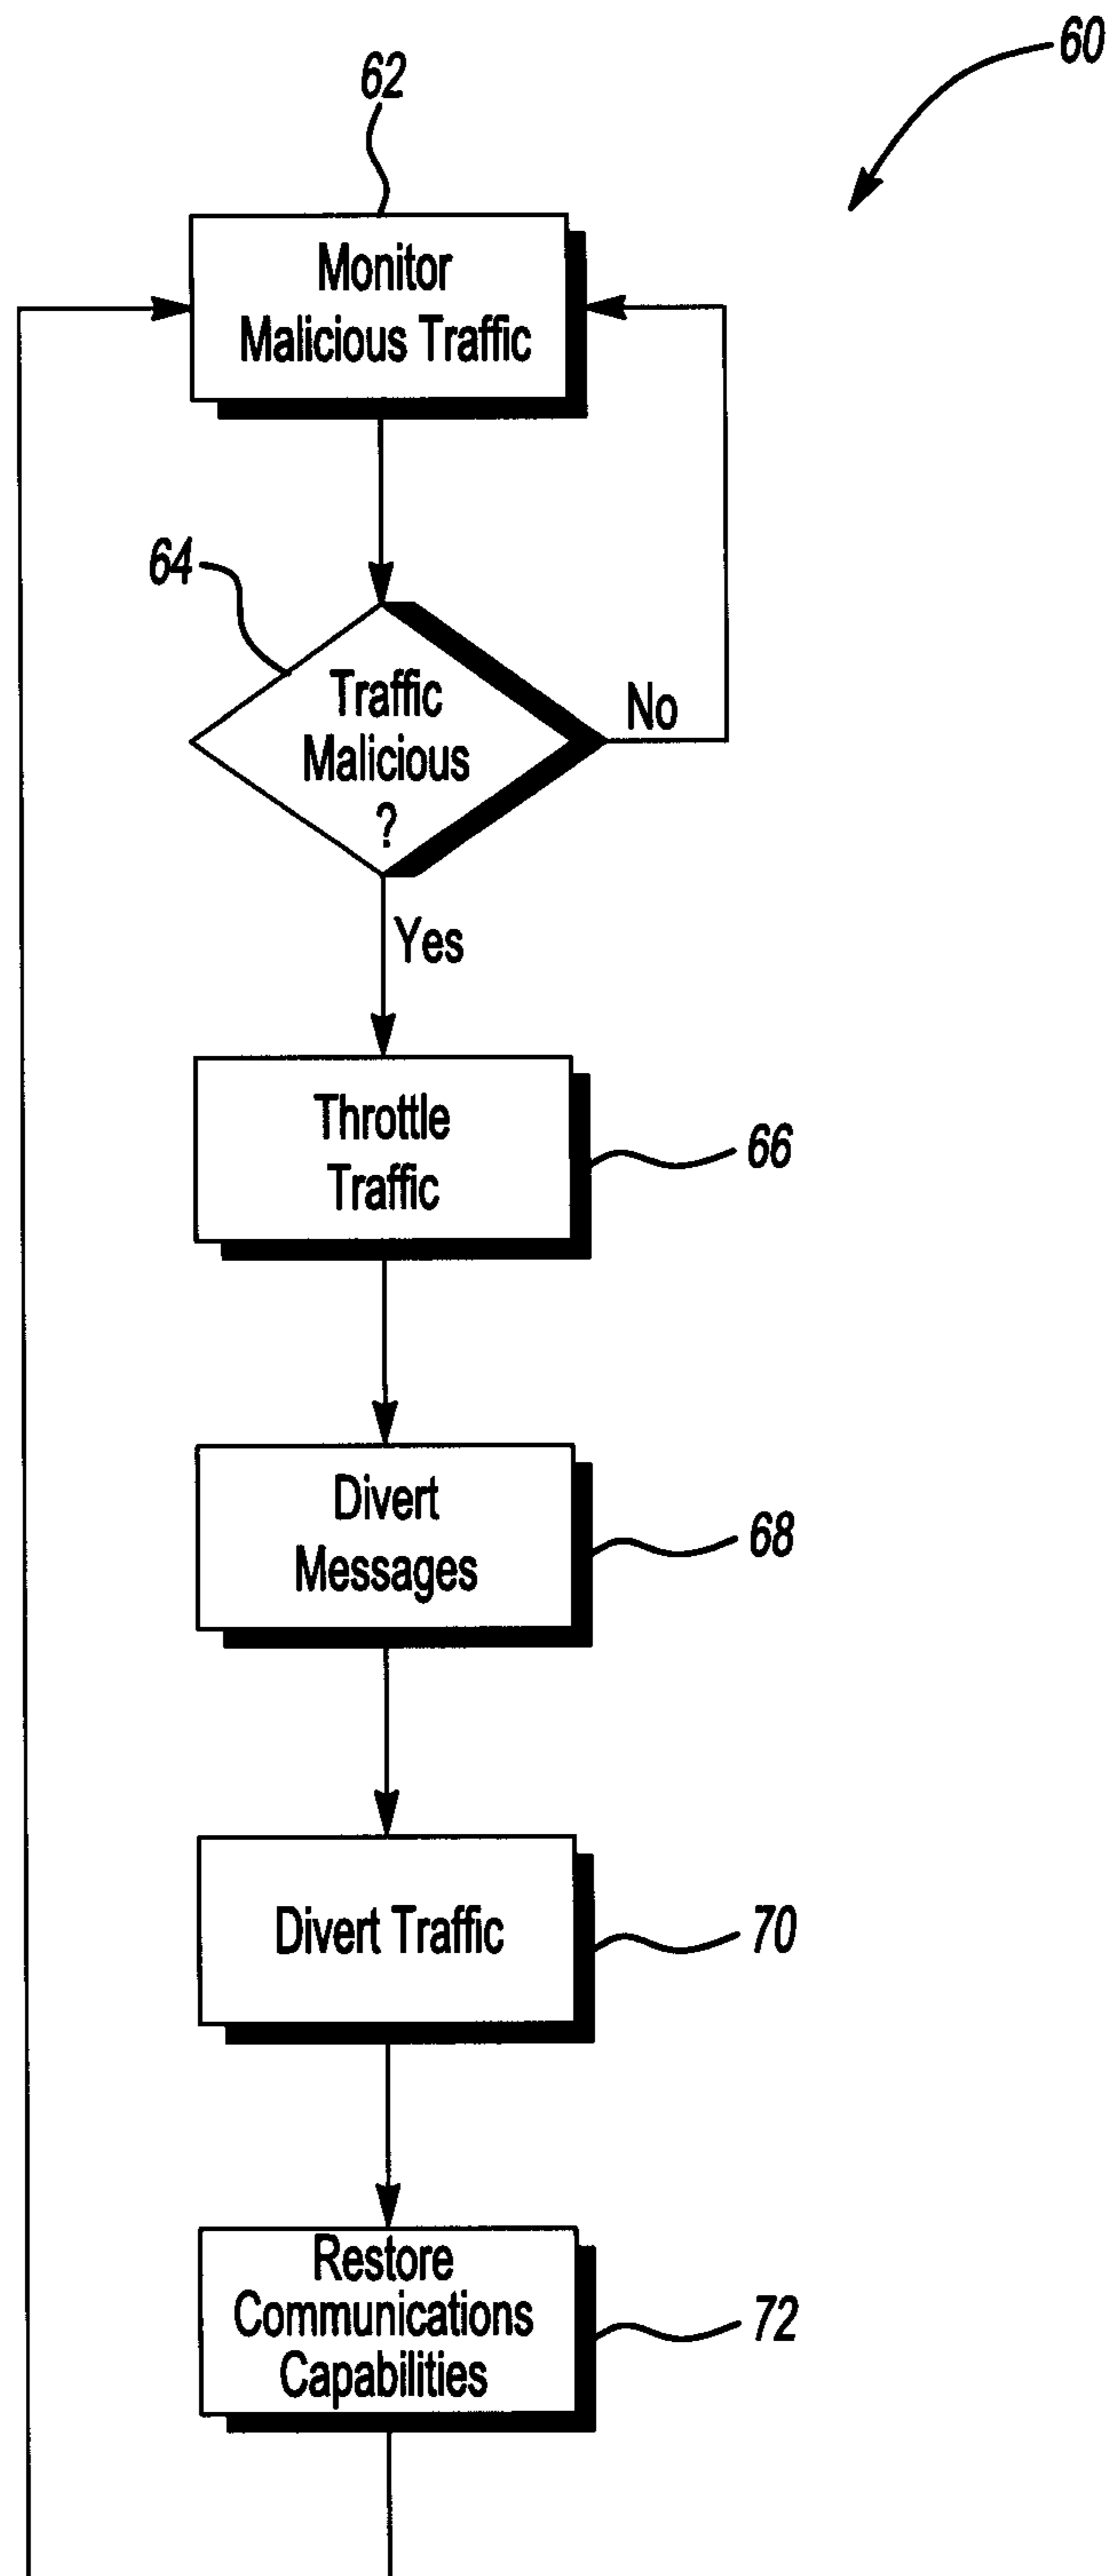 60
62
Monitor
Malicious Traffic
64
Traffic
Malicious
?
No
Yes
Throttle
Traffic
66
Divert
Messages
68
Divert Traffic
70
Restore
Communications
Capabilities
72